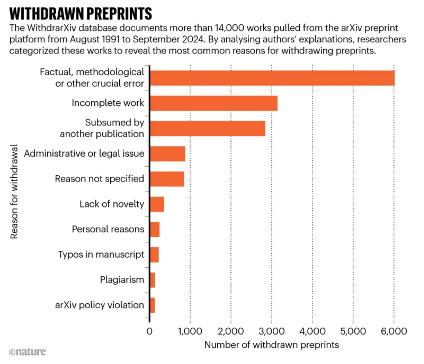 WITHDRAWN PREPRINTS
The WithdrarXiv database documents more than 14,000 works pulled from the arXiv preprint
platform from August 1991 to September 2024. By analysing authors' explanations, researchers
categorized these works to reveal the most common reasons for withdrawing preprints.
Reason for withdrawal
Factual, methodological
or other crucial error
Incomplete work
Subsumed by
another publication
Administrative or legal issue
Reason not specified
Lack of novelty
Personal reasons
Typos in manuscript
Plagiarism
arXiv policy violation
0 1,000 2,000 3,000 4,000 5,000 6,000
Number of withdrawn preprints
©nature